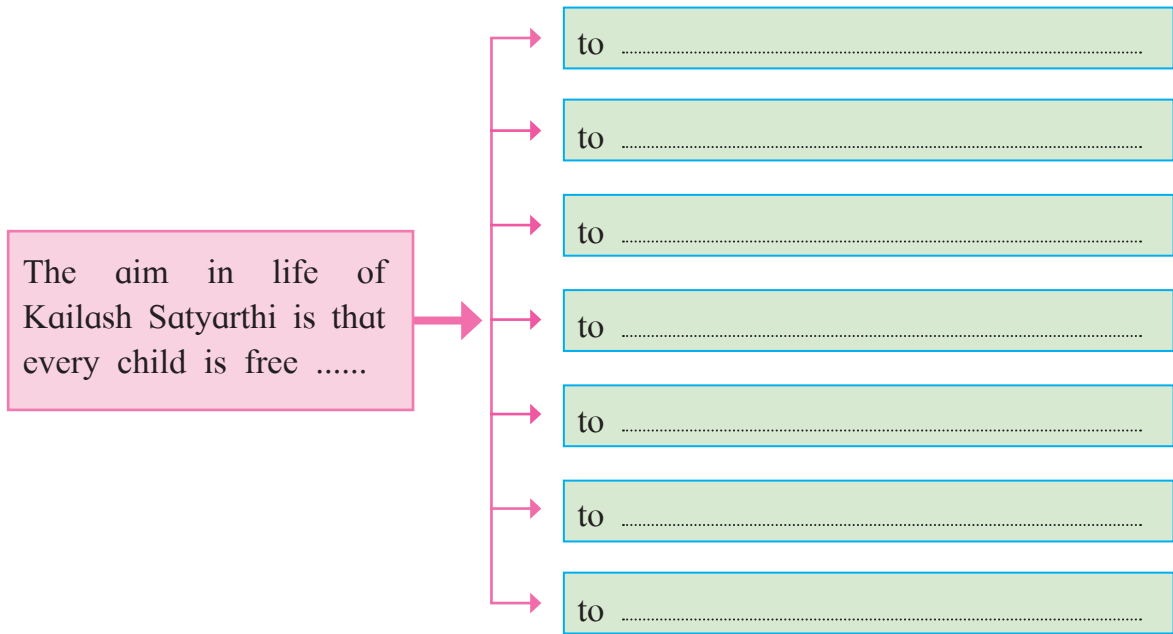 The aim in life of
Kailash Satyarthi is that
every child is free ......
to ..........
to ..........
to ..........
to ..........
to ..........
to ..........
to ..........